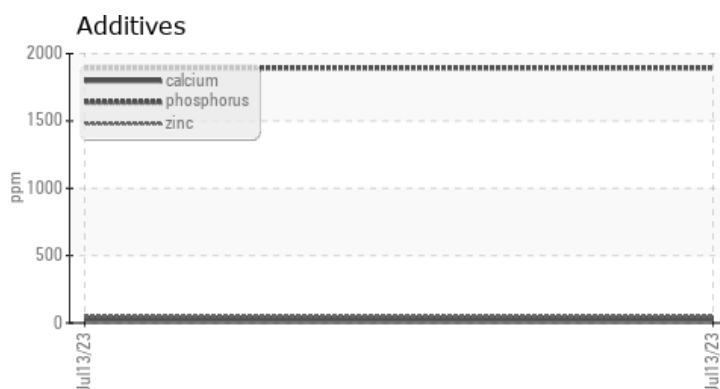 Additives
2000
1500
1000
500
0
ppm
calcium
phosphorus
zinc
Jul13/23
Jul13/23